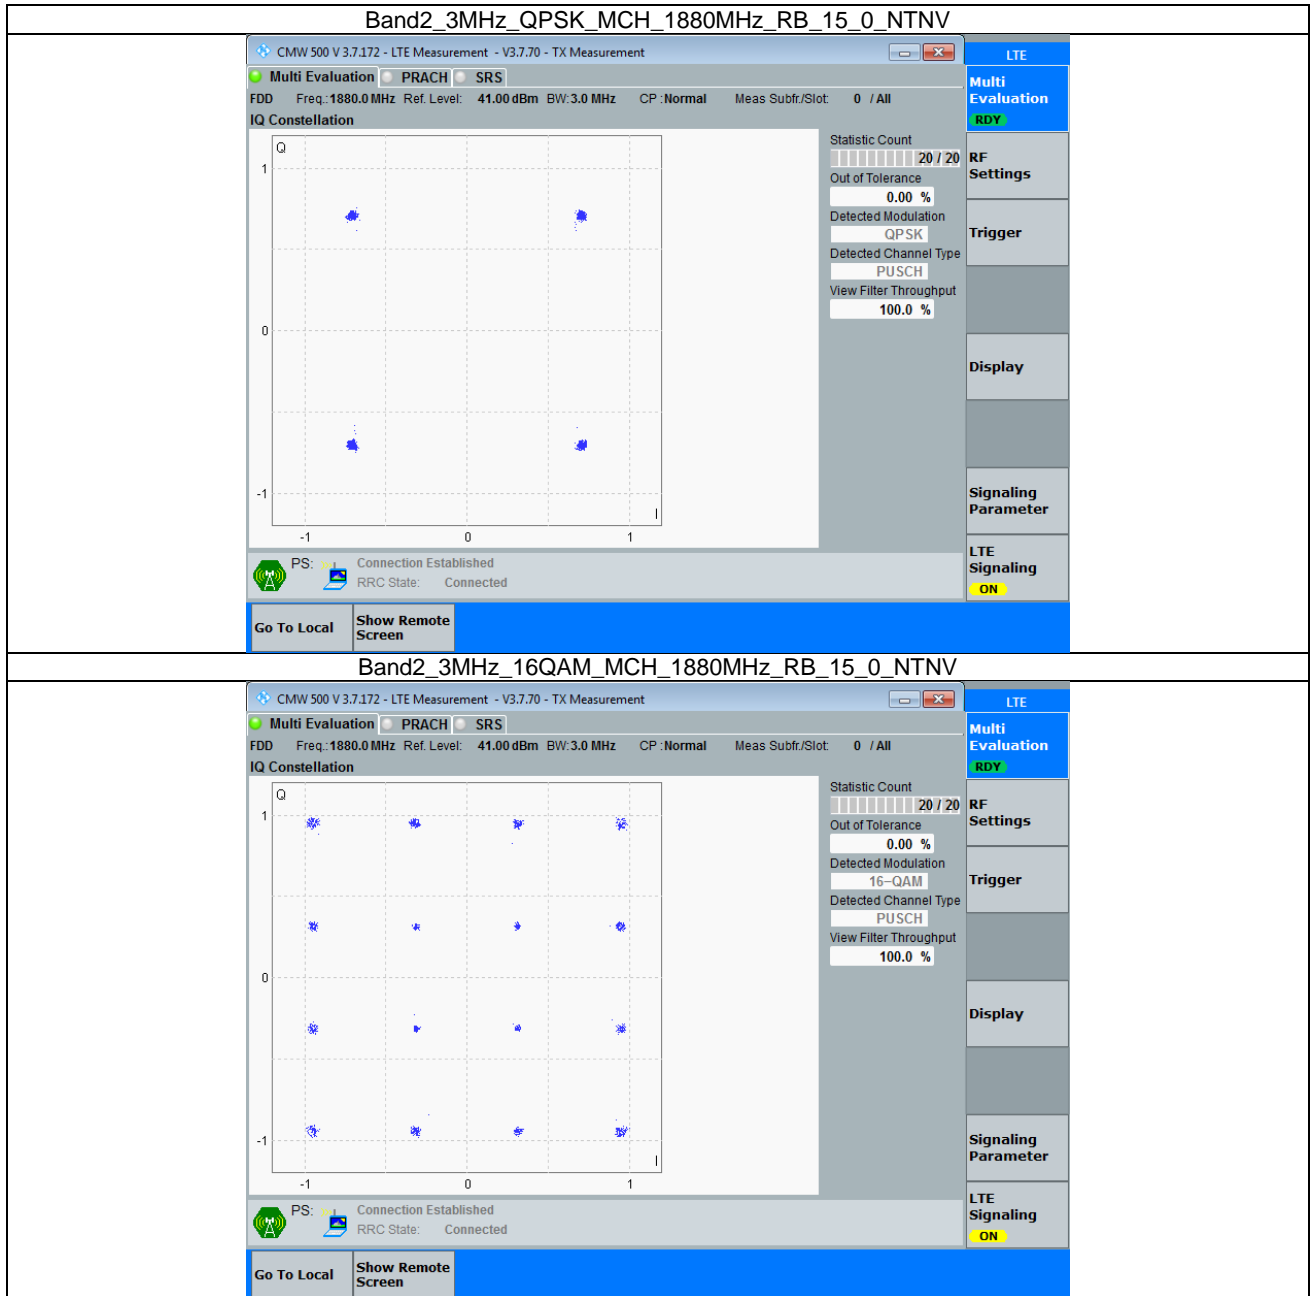 Band2_3MHz_QPSK_MCH_1880MHz_RB_15_0_NTNV
CMW 500 V 3.7.172 - LTE Measurement - V3.7.70 - TX Measurement
LTE
Multi Evaluation PRACH SRS
FDD Freq.:1880.0 MHz Ref. Level: 41.00 dBm BW:3.0 MHz CP :Normal Meas Subfr./Slot: 0 / All
IQ Constellation
Q
1
0
-1
I
-1 0 1
Statistic Count
20 / 20
Out of Tolerance
0.00 %
Detected Modulation
QPSK
Detected Channel Type
PUSCH
View Filter Throughput
100.0 %
Multi
Evaluation
RDY
RF
Settings
Trigger
Display
Signaling
Parameter
LTE
Signaling
ON
PS: Connection Established
RRC State: Connected
Go To Local
Show Remote
Screen
Band2_3MHz_16QAM_MCH_1880MHz_RB_15_0_NTNV
CMW 500 V 3.7.172 - LTE Measurement - V3.7.70 - TX Measurement
LTE
Multi Evaluation PRACH SRS
FDD Freq.:1880.0 MHz Ref. Level: 41.00 dBm BW:3.0 MHz CP :Normal Meas Subfr./Slot: 0 / All
IQ Constellation
Q
1
0
-1
I
-1 0 1
Statistic Count
20 / 20
Out of Tolerance
0.00 %
Detected Modulation
16-QAM
Detected Channel Type
PUSCH
View Filter Throughput
100.0 %
Multi
Evaluation
RDY
RF
Settings
Trigger
Display
Signaling
Parameter
LTE
Signaling
ON
PS: Connection Established
RRC State: Connected
Go To Local
Show Remote
Screen